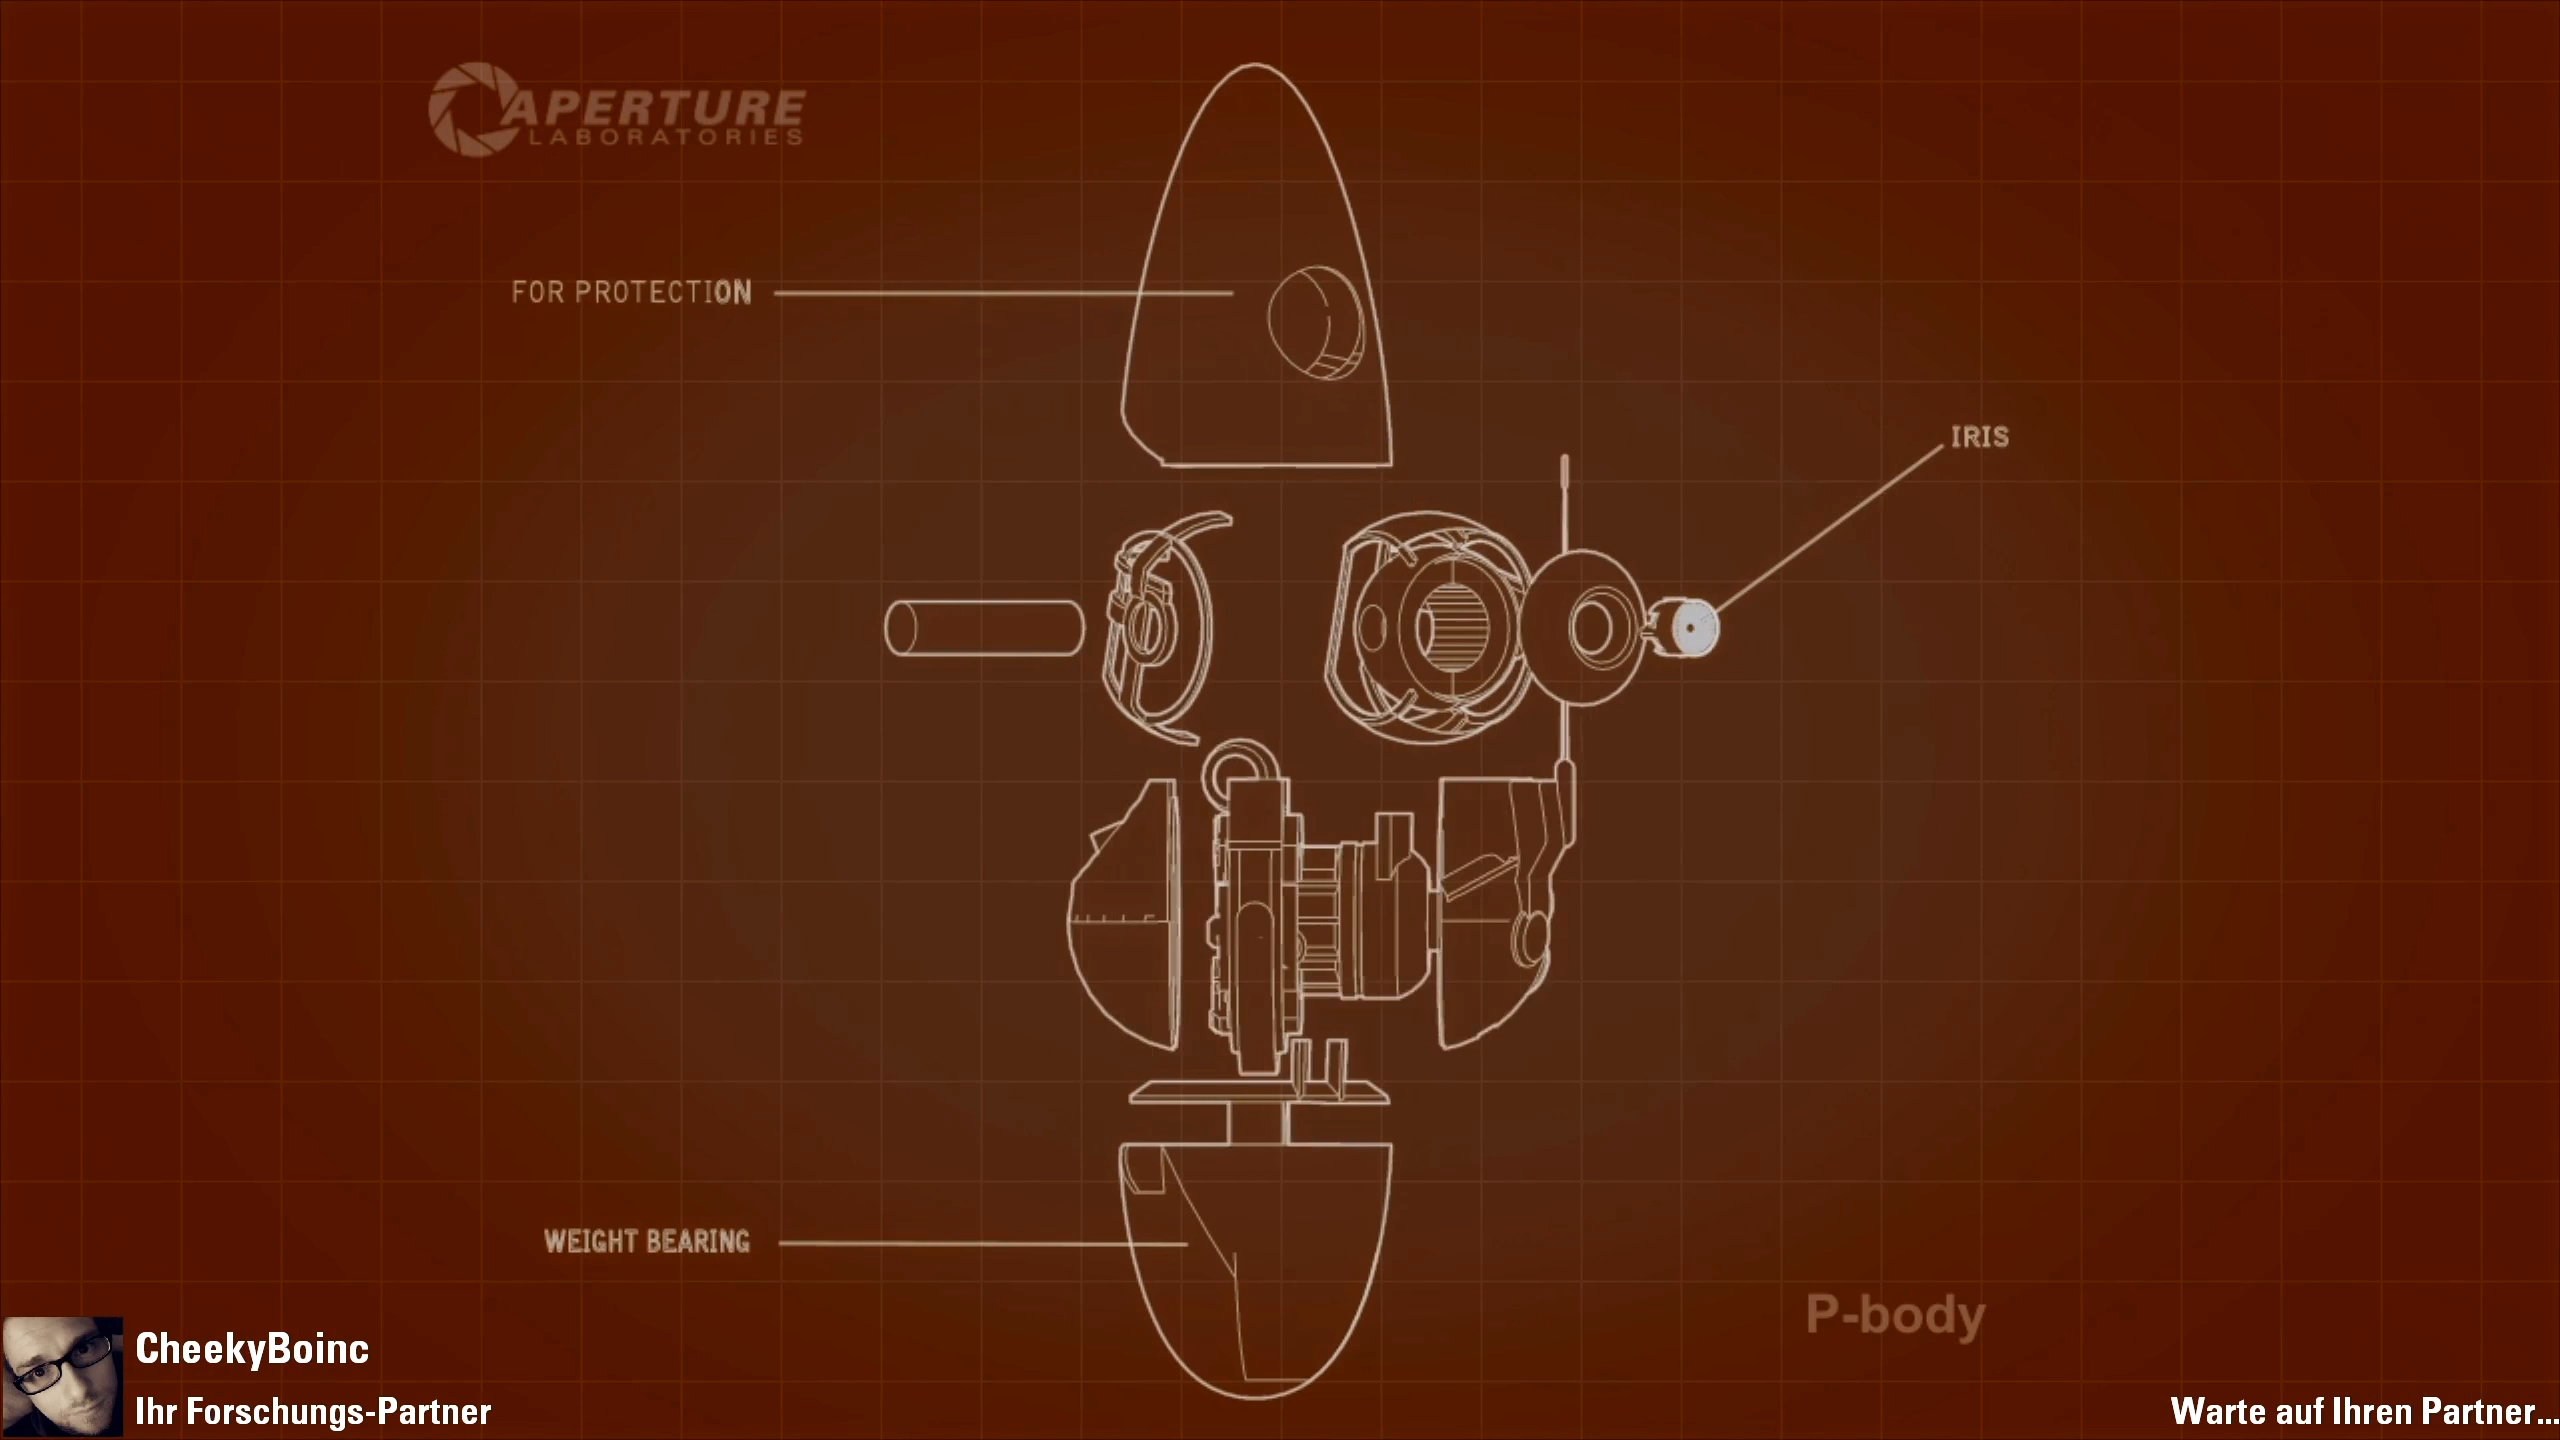 APERTURE
LABORATORIES
FOR PROTECTION
IRIS
WEIGHT BEARING
P-body
CheekyBoinc
Ihr Forschungs-Partner
Warte auf Ihren Partner...